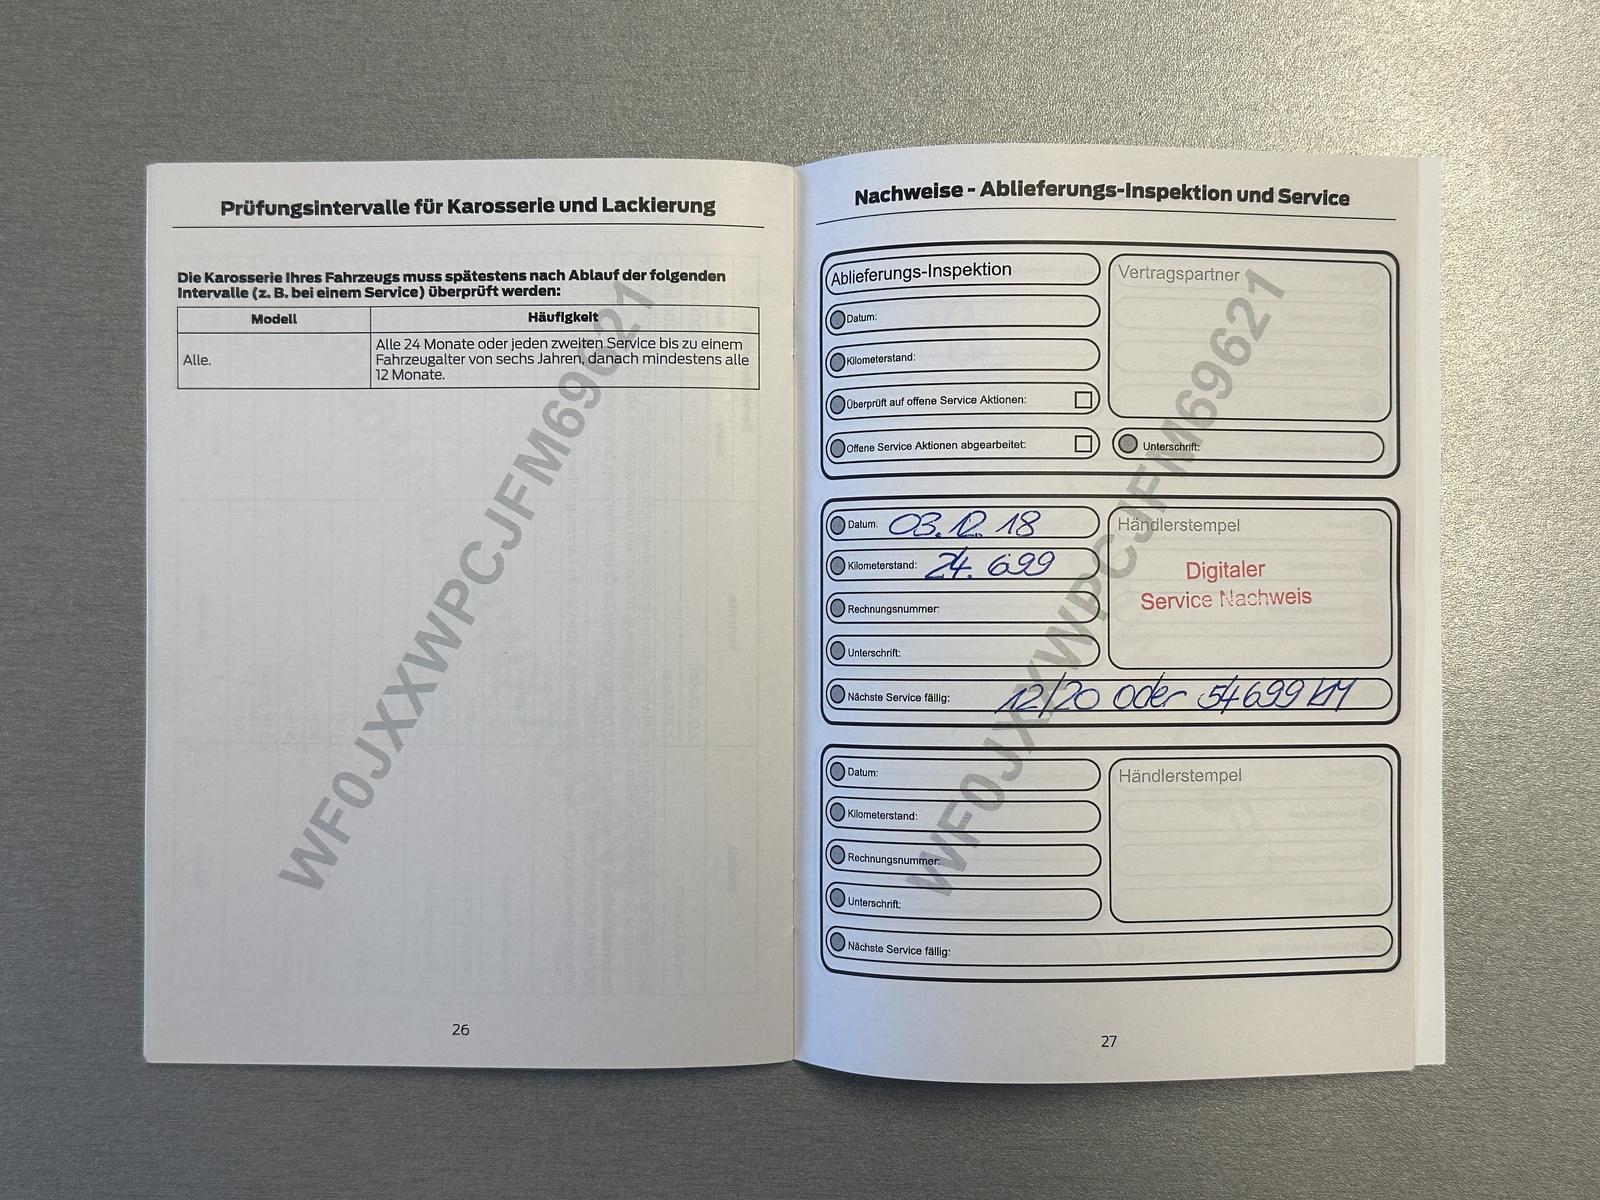 Prüfungsintervalle für Karosserie und Lackierung
Die Karosserie Ihres Fahrzeugs muss spätestens nach Ablauf der folgenden
Intervalle (z. B. bei einem Service) überprüft werden:
Modell Häufigkeit
Alle. Alle 24 Monate oder jeden zweiten Service bis zu einem
Fahrzeugalter von sechs Jahren, danach mindestens alle
12 Monate.
WF0JXXWPCJFM69621
26
Nachweise - Ablieferungs-Inspektion und Service
Ablieferungs-Inspektion
Datum:
Kilometerstand:
Überprüft auf offene Service Aktionen:
Offene Service Aktionen abgearbeitet:
Vertragspartner
Unterschrift:
Datum: 03.12.18
Kilometerstand: 24.699
Rechnungsnummer:
Unterschrift:
Nächste Service fällig: 12/20 oder 54699 KM
Händlerstempel
Digitaler
Service Nachweis
Datum:
Kilometerstand:
Rechnungsnummer:
Unterschrift:
Nächste Service fällig:
Händlerstempel
WF0JXXWPCJFM69621
27